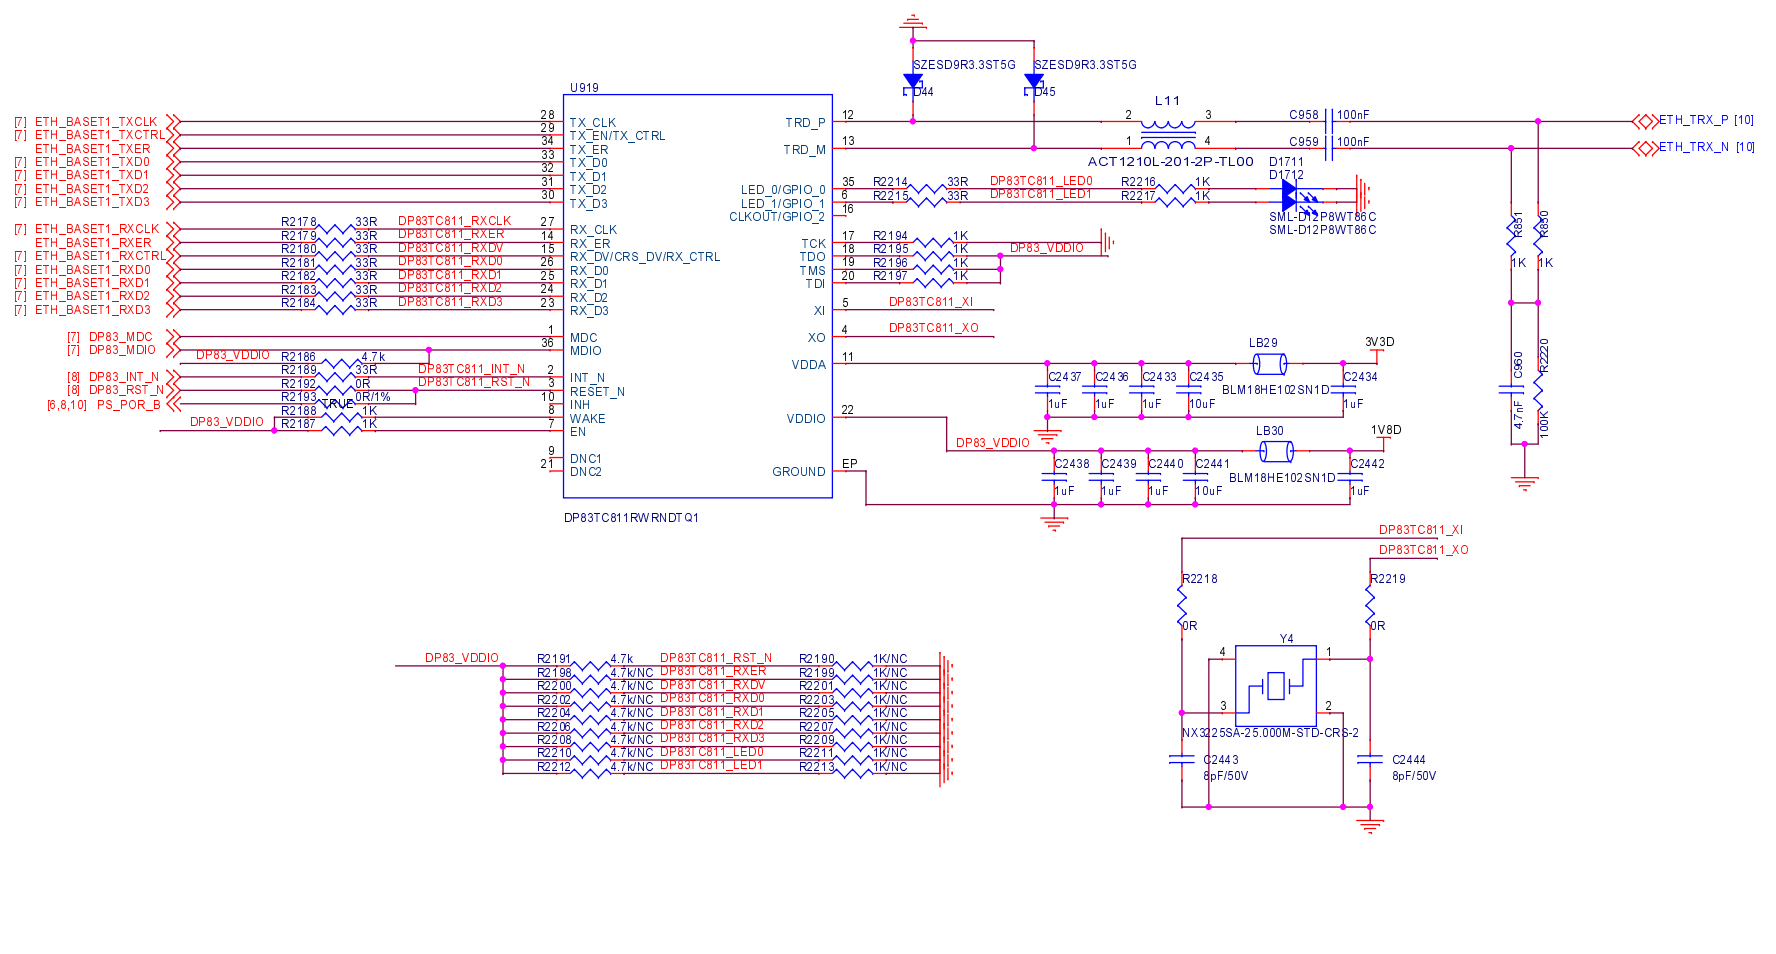 U919
SZESD9R3.3ST5G
SZESD9R3.3ST5G
D44
D45
[7] ETH_BASET1_TXCLK
[7] ETH_BASET1_TXCTRL
ETH_BASET1_TXER
[7] ETH_BASET1_TXD0
[7] ETH_BASET1_TXD1
[7] ETH_BASET1_TXD2
[7] ETH_BASET1_TXD3
28 TX_CLK
29 TX_EN/TX_CTRL
34 TX_ER
33 TX_D0
32 TX_D1
31 TX_D2
30 TX_D3
[7] ETH_BASET1_RXCLK R2178 33R DP83TC811_RXCLK 27 RX_CLK
ETH_BASET1_RXER R2179 33R DP83TC811_RXER 14 RX_ER
[7] ETH_BASET1_RXCTRL R2180 33R DP83TC811_RXDV 15 RX_DV/CRS_DV/RX_CTRL
[7] ETH_BASET1_RXD0 R2181 33R DP83TC811_RXD0 26 RX_D0
[7] ETH_BASET1_RXD1 R2182 33R DP83TC811_RXD1 25 RX_D1
[7] ETH_BASET1_RXD2 R2183 33R DP83TC811_RXD2 24 RX_D2
[7] ETH_BASET1_RXD3 R2184 33R DP83TC811_RXD3 23 RX_D3
[7] DP83_MDC 1 MDC
[7] DP83_MDIO 36 MDIO
DP83_VDDIO R2186 4.7k
[8] DP83_INT_N R2189 33R DP83TC811_INT_N 2 INT_N
[8] DP83_RST_N R2192 0R DP83TC811_RST_N 3 RESET_N
[6,8,10] PS_POR_B R2193 TRUE 0R/1% 10 INH
R2188 1K 8 WAKE
DP83_VDDIO R2187 1K 7 EN
9 DNC1
21 DNC2
DP83TC811RWRNDTQ1
TRD_P 12
TRD_M 13
L11
2 3
1 4
ACT1210L-201-2P-TL00
C958 100nF
C959 100nF
ETH_TRX_P [10]
ETH_TRX_N [10]
LED_0/GPIO_0 35 R2214 33R DP83TC811_LED0 R2216 1K
LED_1/GPIO_1 6 R2215 33R DP83TC811_LED1 R2217 1K
CLKOUT/GPIO_2 16
D1711
D1712
SML-D12P8WT86C
SML-D12P8WT86C
TCK 17 R2194 1K
TDO 18 R2195 1K DP83_VDDIO
TMS 19 R2196 1K
TDI 20 R2197 1K
XI 5 DP83TC811_XI
XO 4 DP83TC811_XO
R851 1K
R850 1K
C960 4.7nF
R2220 100K
VDDA 11
LB29
3V3D
BLM18HE102SN1D
C2437 1uF
C2436 1uF
C2433 1uF
C2435 10uF
C2434 1uF
VDDIO 22
DP83_VDDIO
LB30
1V8D
BLM18HE102SN1D
GROUND EP
C2438 1uF
C2439 1uF
C2440 1uF
C2441 10uF
C2442 1uF
DP83TC811_XI
DP83TC811_XO
R2218 0R
R2219 0R
Y4
4 1
3 2
NX3225SA-25.000M-STD-CRS-2
C2443
8pF/50V
C2444
8pF/50V
DP83_VDDIO R2191 4.7k DP83TC811_RST_N R2190 1K/NC
R2198 4.7k/NC DP83TC811_RXER R2199 1K/NC
R2200 4.7k/NC DP83TC811_RXDV R2201 1K/NC
R2202 4.7k/NC DP83TC811_RXD0 R2203 1K/NC
R2204 4.7k/NC DP83TC811_RXD1 R2205 1K/NC
R2206 4.7k/NC DP83TC811_RXD2 R2207 1K/NC
R2208 4.7k/NC DP83TC811_RXD3 R2209 1K/NC
R2210 4.7k/NC DP83TC811_LED0 R2211 1K/NC
R2212 4.7k/NC DP83TC811_LED1 R2213 1K/NC